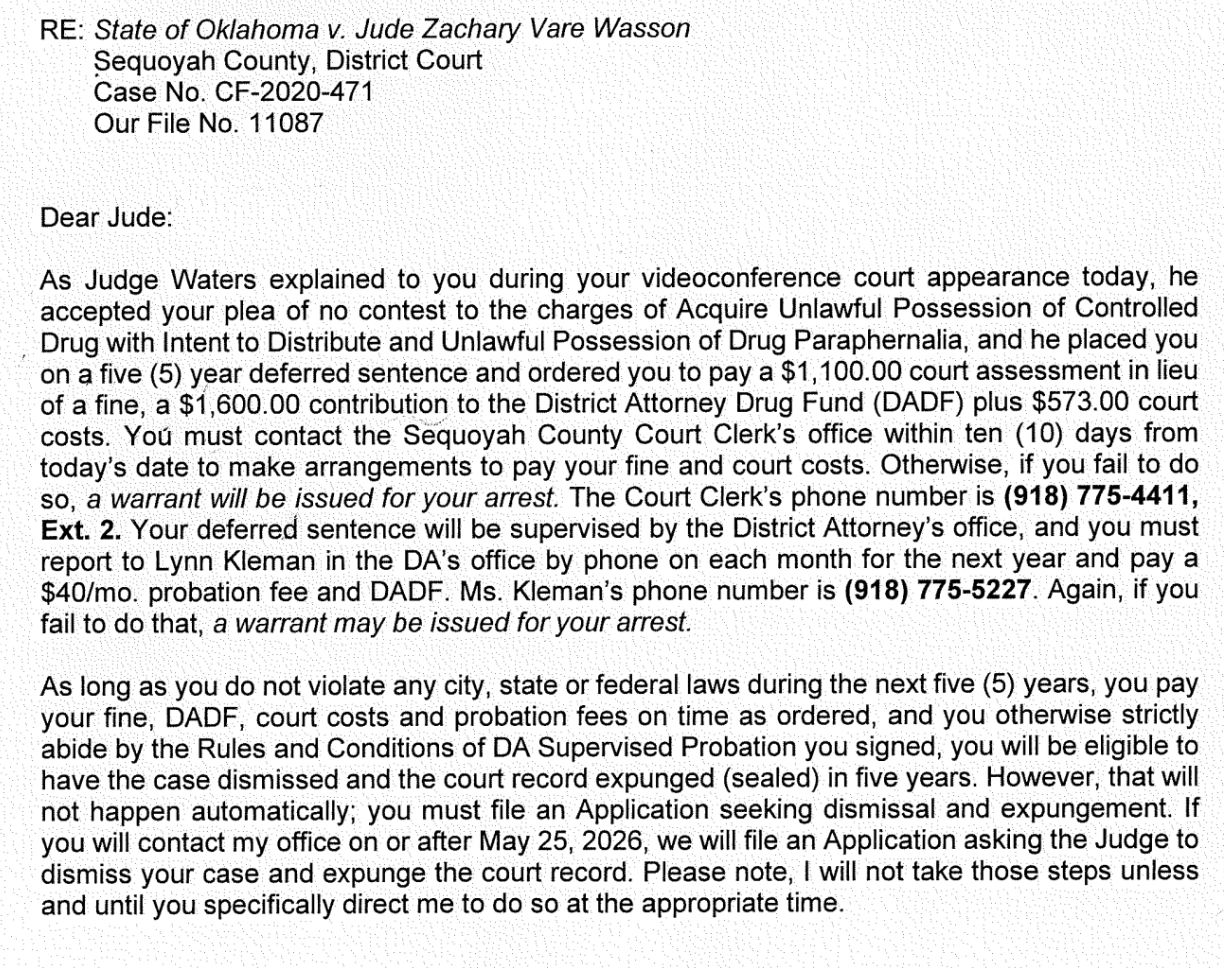 RE: State of Oklahoma v. Jude Zachary Vare Wasson
Sequoyah County, District Court
Case No. CF-2020-471
Our File No. 11087
Dear Jude:
As Judge Waters explained to you during your videoconference court appearance today, he
accepted your plea of no contest to the charges of Acquire Unlawful Possession of Controlled
Drug with Intent to Distribute and Unlawful Possession of Drug Paraphernalia, and he placed you
on a five (5) year deferred sentence and ordered you to pay a $1,100.00 court assessment in lieu
of a fine, a $1,600.00 contribution to the District Attorney Drug Fund (DADF) plus $573.00 court
costs. You must contact the Sequoyah County Court Clerk's office within ten (10) days from
today's date to make arrangements to pay your fine and court costs. Otherwise, if you fail to do
so, a warrant will be issued for your arrest. The Court Clerk's phone number is (918) 775-4411,
Ext. 2. Your deferred sentence will be supervised by the District Attorney's office, and you must
report to Lynn Kleman in the DA's office by phone on each month for the next year and pay a
$40/mo. probation fee and DADF. Ms. Kleman's phone number is (918) 775-5227. Again, if you
fail to do that, a warrant may be issued for your arrest.
As long as you do not violate any city, state or federal laws during the next five (5) years, you pay
your fine, DADF, court costs and probation fees on time as ordered, and you otherwise strictly
abide by the Rules and Conditions of DA Supervised Probation you signed, you will be eligible to
have the case dismissed and the court record expunged (sealed) in five years. However, that will
not happen automatically; you must file an Application seeking dismissal and expungement. If
you will contact my office on or after May 25, 2026, we will file an Application asking the Judge to
dismiss your case and expunge the court record. Please note, I will not take those steps unless
and until you specifically direct me to do so at the appropriate time.